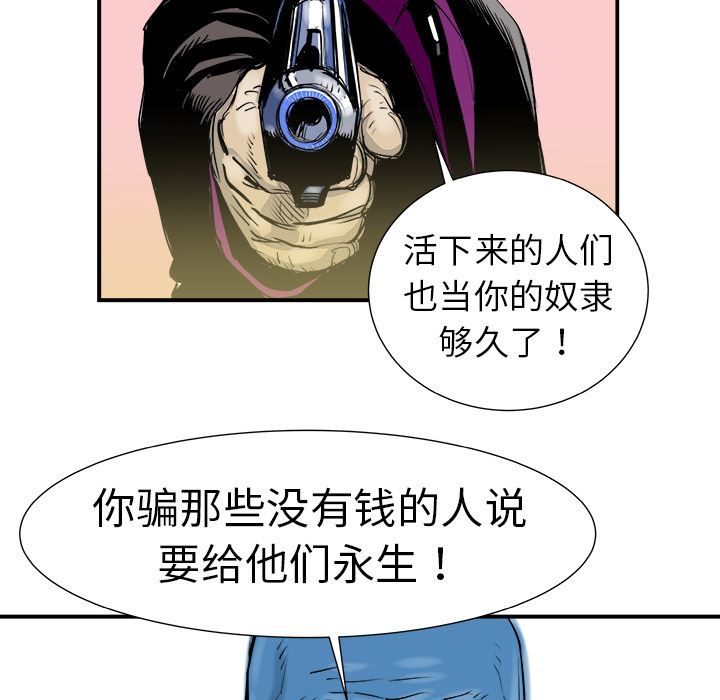 活下来的人们
也当你的奴隶
够久了！
你骗那些没有钱的人说
要给他们永生！